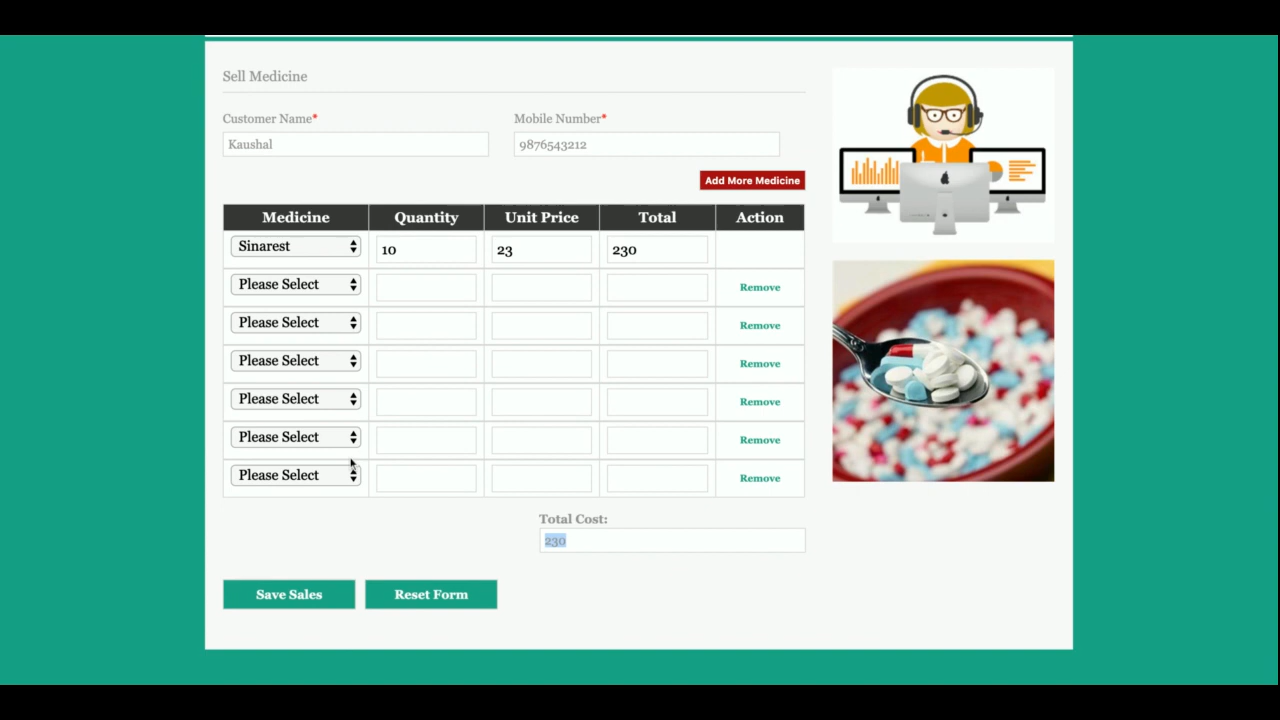 Sell Medicine
Customer Name* Mobile Number*
Kaushal 9876543212
Add More Medicine
Medicine Quantity Unit Price Total Action
Sinarest 10 23 230
Please Select Remove
Please Select Remove
Please Select Remove
Please Select Remove
Please Select Remove
Please Select Remove
Total Cost:
230
Save Sales Reset Form